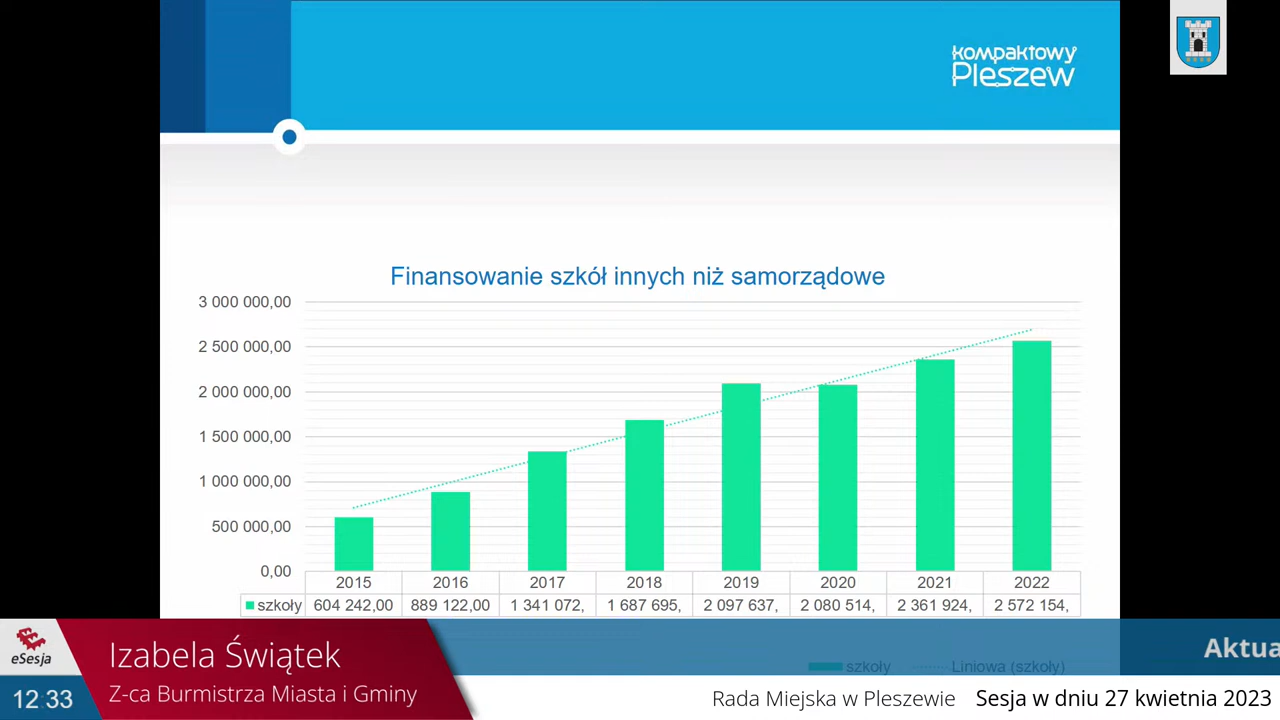 kompaktowy
Pleszew
Finansowanie szkół innych niż samorządowe
3 000 000,00
2 500 000,00
2 000 000,00
1 500 000,00
1 000 000,00
500 000,00
0,00
2015 2016 2017 2018 2019 2020 2021 2022
szkoły 604 242,00 889 122,00 1 341 072, 1 687 695, 2 097 637, 2 080 514, 2 361 924, 2 572 154,
szkoły Liniowa (szkoły)
eSesja
Izabela Świątek
Z-ca Burmistrza Miasta i Gminy
Aktua
12:33
Rada Miejska w Pleszewie Sesja w dniu 27 kwietnia 2023